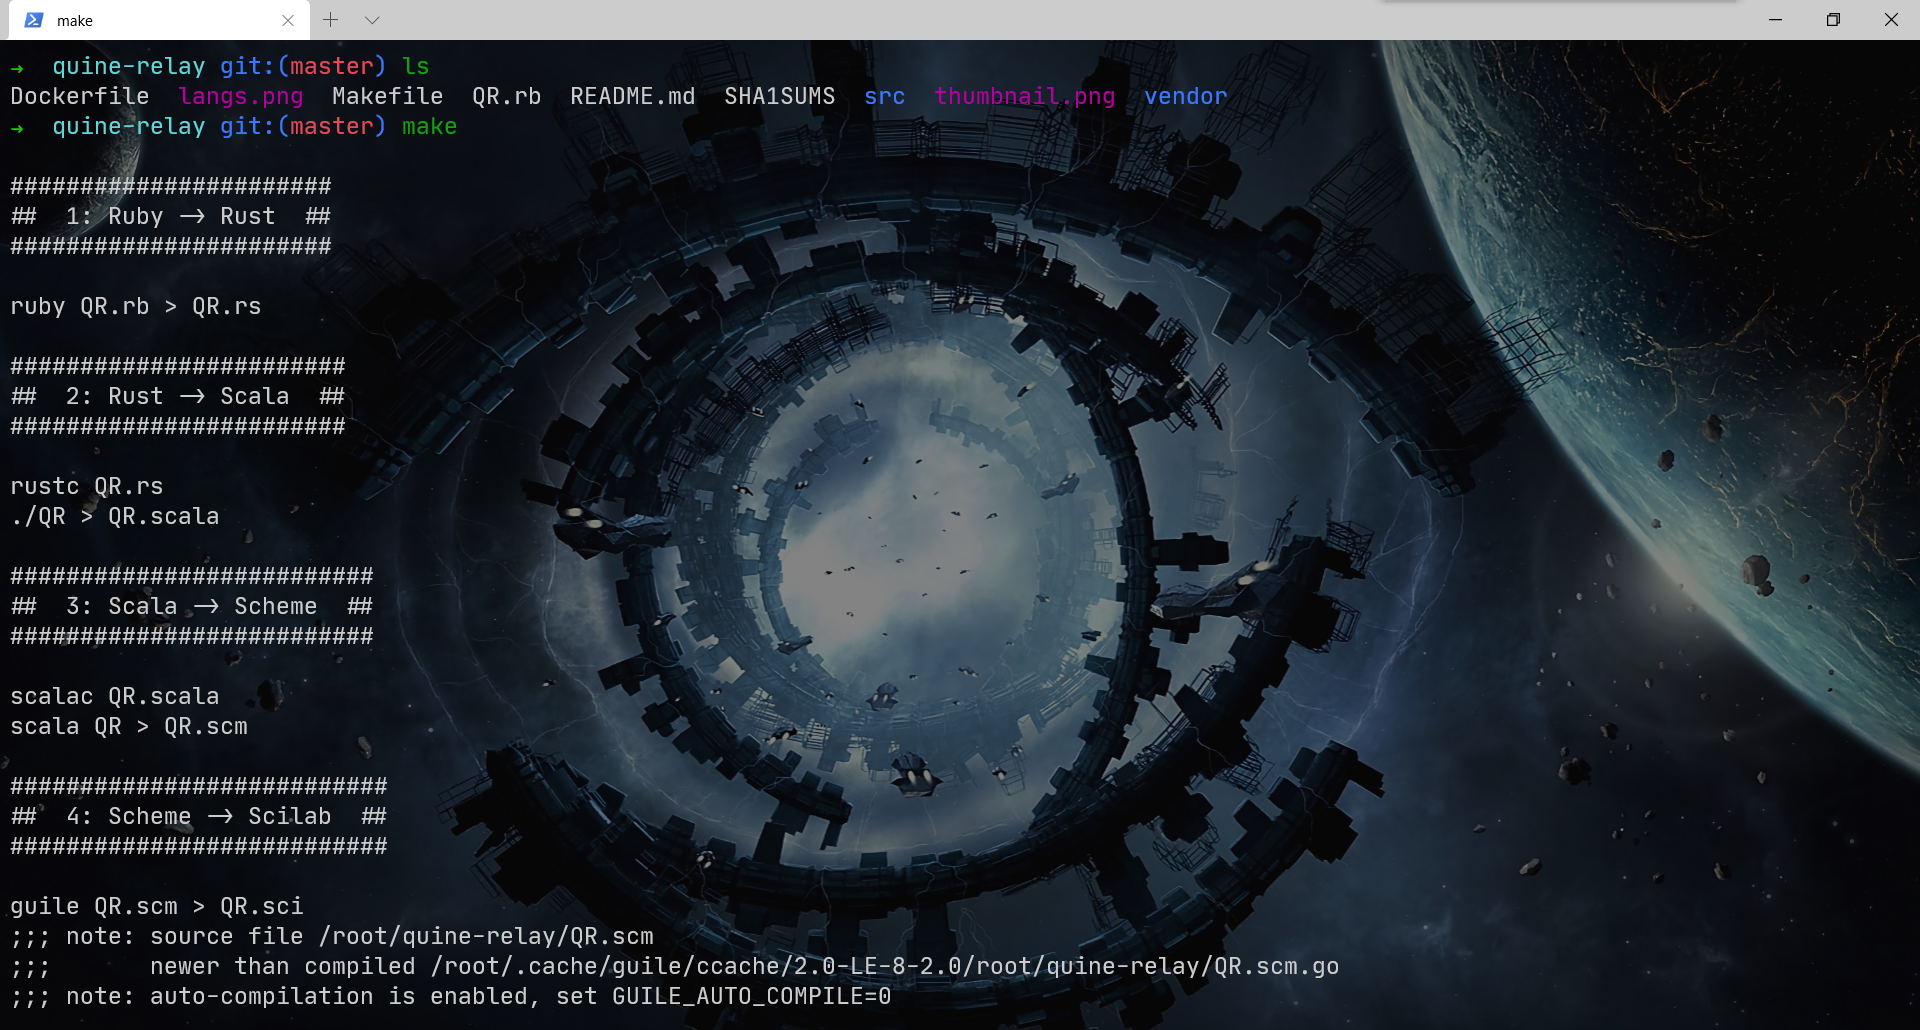 make
→ quine-relay git:(master) ls
Dockerfile langs.png Makefile QR.rb README.md SHA1SUMS src thumbnail.png vendor
→ quine-relay git:(master) make
#######################
## 1: Ruby -> Rust ##
#######################
ruby QR.rb > QR.rs
########################
## 2: Rust -> Scala ##
########################
rustc QR.rs
./QR > QR.scala
##########################
## 3: Scala -> Scheme ##
##########################
scalac QR.scala
scala QR > QR.scm
###########################
## 4: Scheme -> Scilab ##
###########################
guile QR.scm > QR.sci
;;; note: source file /root/quine-relay/QR.scm
;;; newer than compiled /root/.cache/guile/ccache/2.0-LE-8-2.0/root/quine-relay/QR.scm.go
;;; note: auto-compilation is enabled, set GUILE_AUTO_COMPILE=0